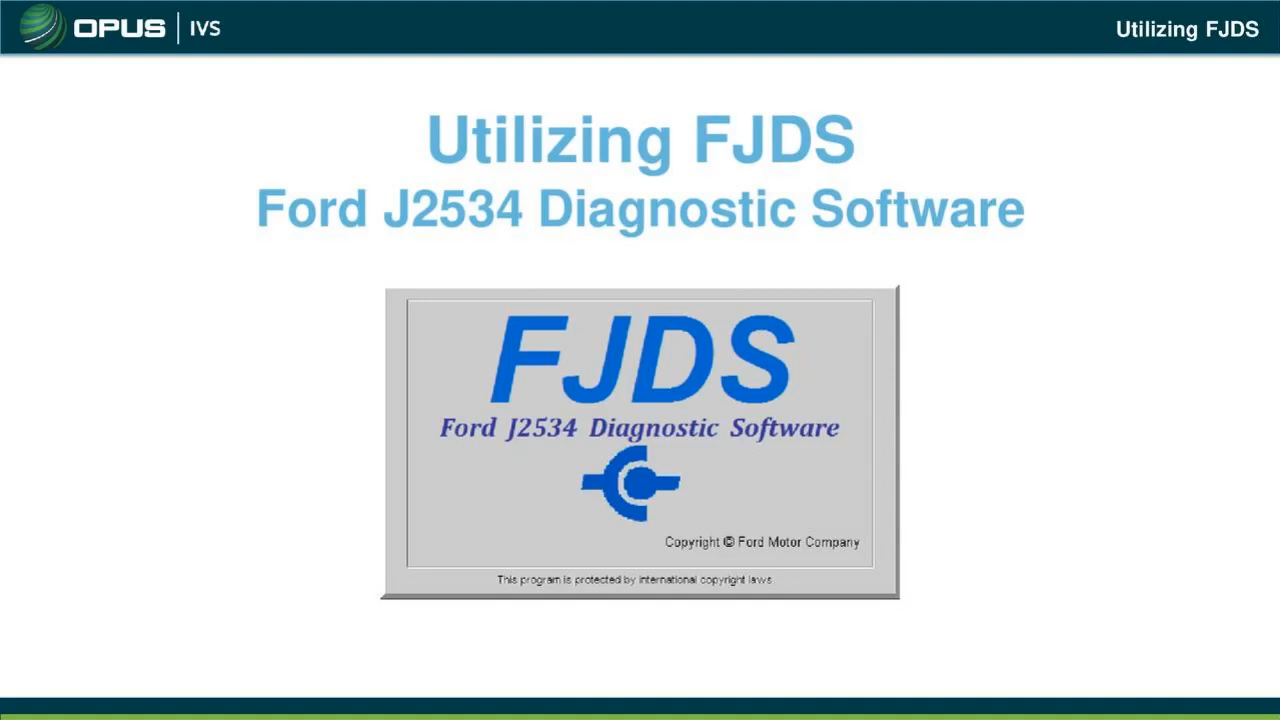 OPUS | IVS
Utilizing FJDS
Utilizing FJDS
Ford J2534 Diagnostic Software
FJDS
Ford J2534 Diagnostic Software
Copyright © Ford Motor Company
This program is protected by international copyright laws